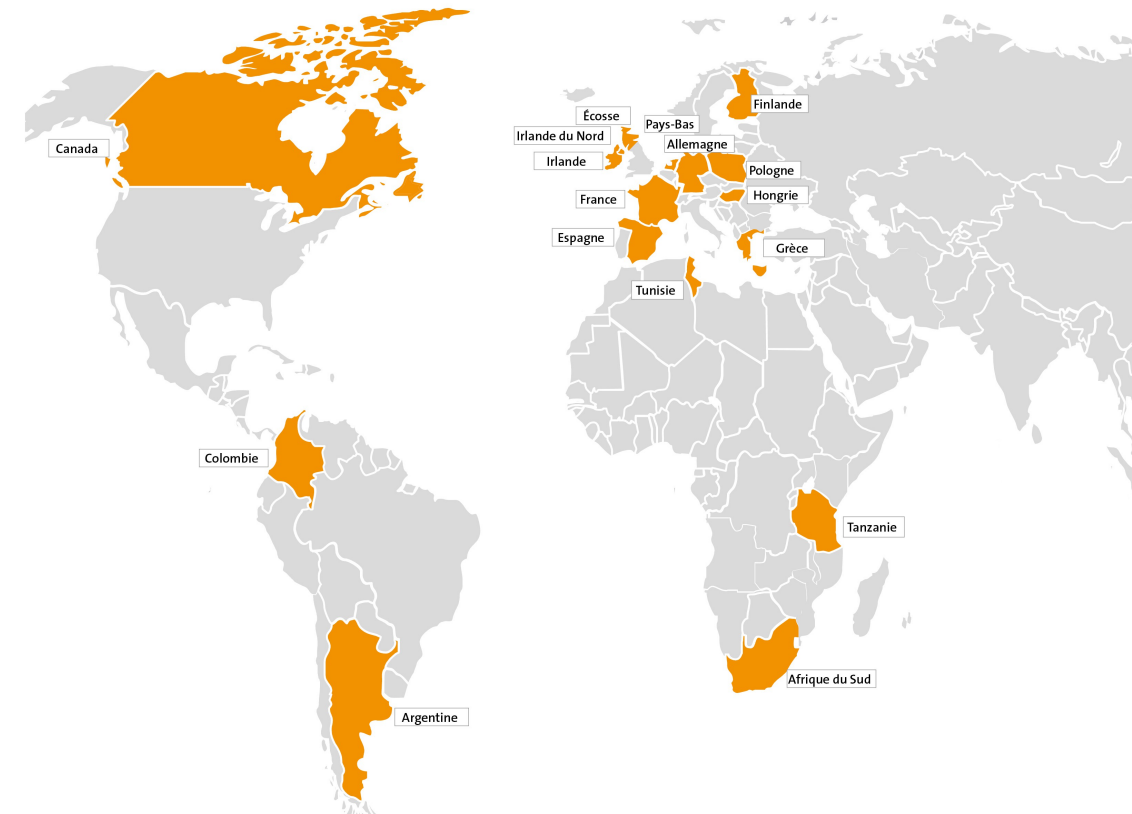 Canada
Colombie
Argentine
Écosse
Irlande du Nord
Irlande
Pays-Bas
Allemagne
Finlande
Pologne
Hongrie
France
Espagne
Grèce
Tunisie
Tanzanie
Afrique du Sud